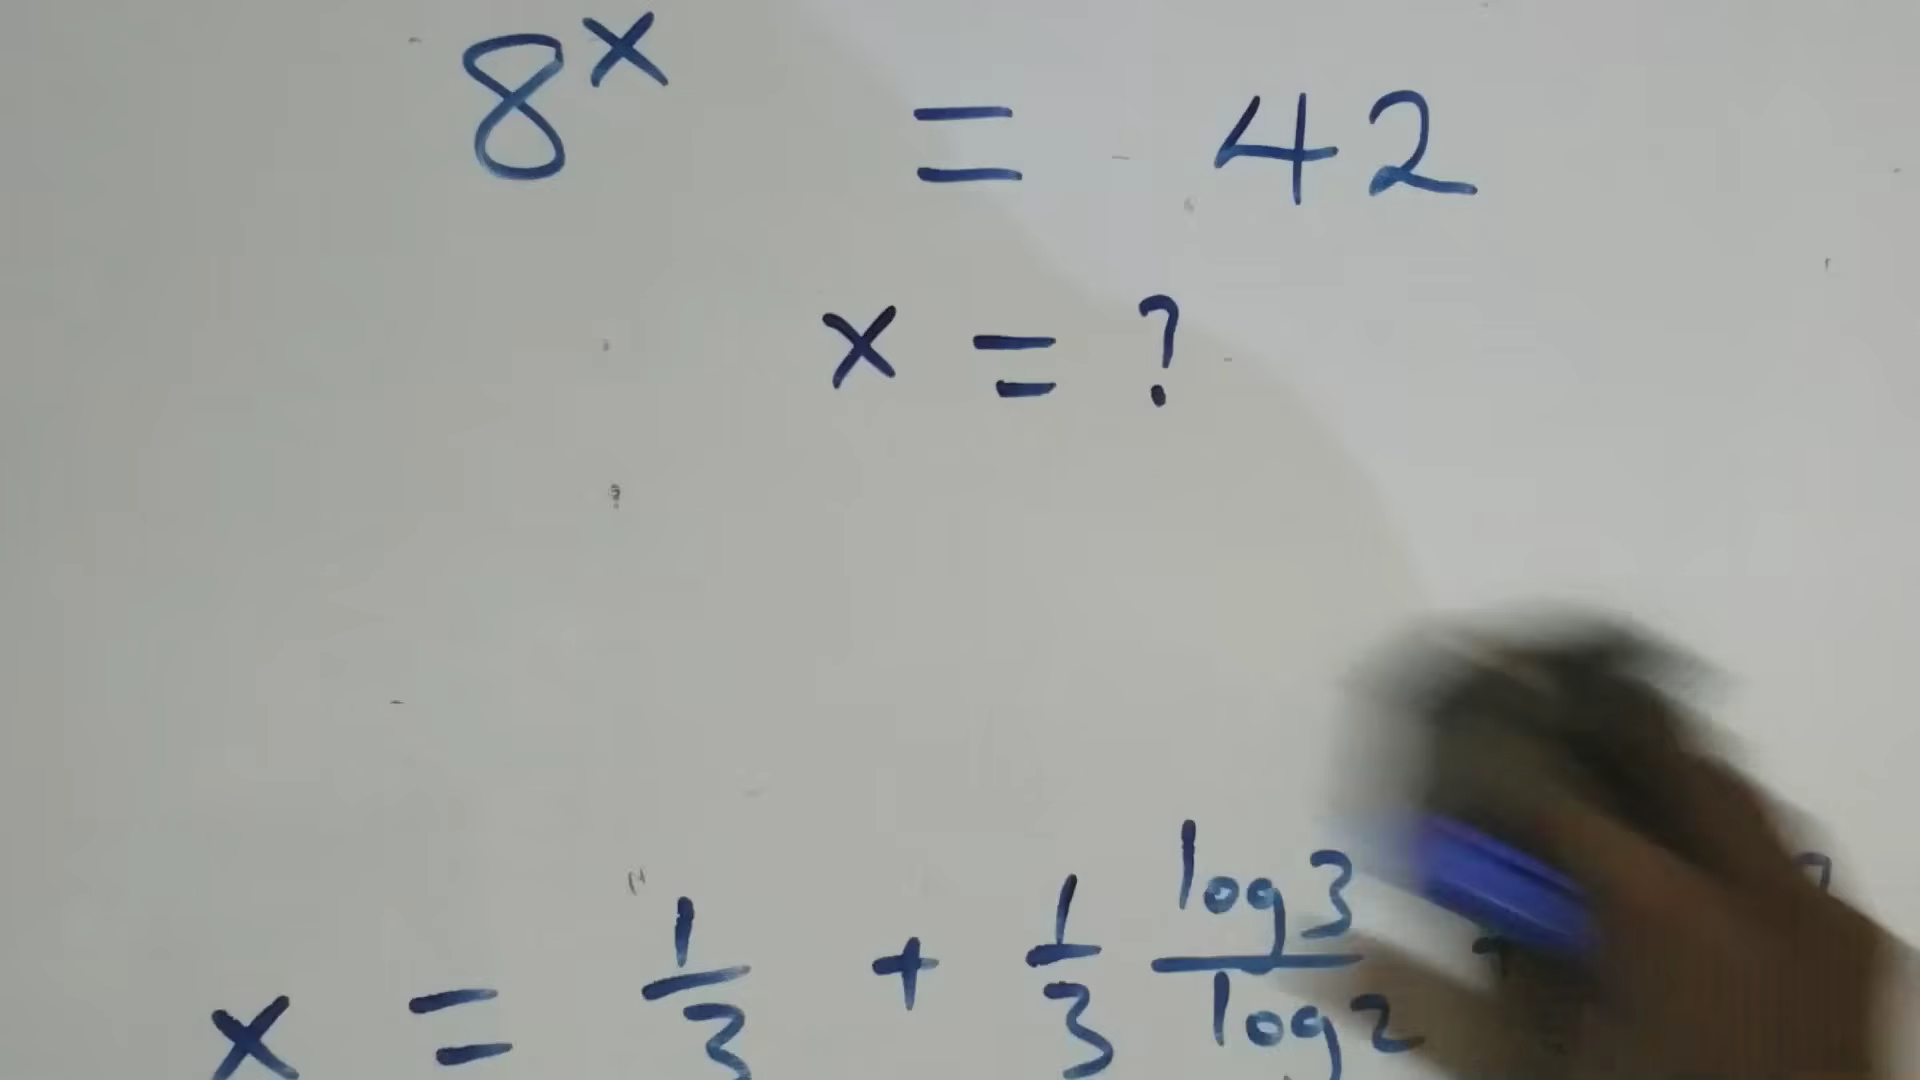 8^x = 42
x = ?
x = 1/3 + 1/3 log3/log2